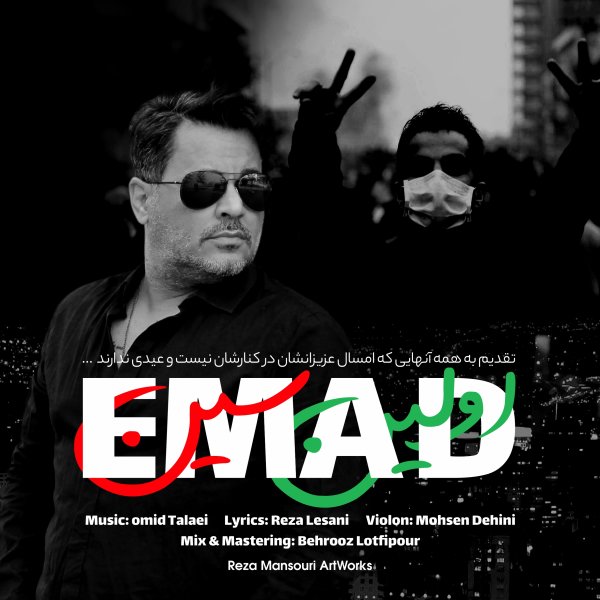 تقدیم به همه آنهایی که امسال عزیزانشان در کنارشان نیست و عیدی ندارند ...
EMAD
اولین سین
Music: omid Talaei Lyrics: Reza Lesani Violon: Mohsen Dehini
Mix & Mastering: Behrooz Lotfipour
Reza Mansouri ArtWorks